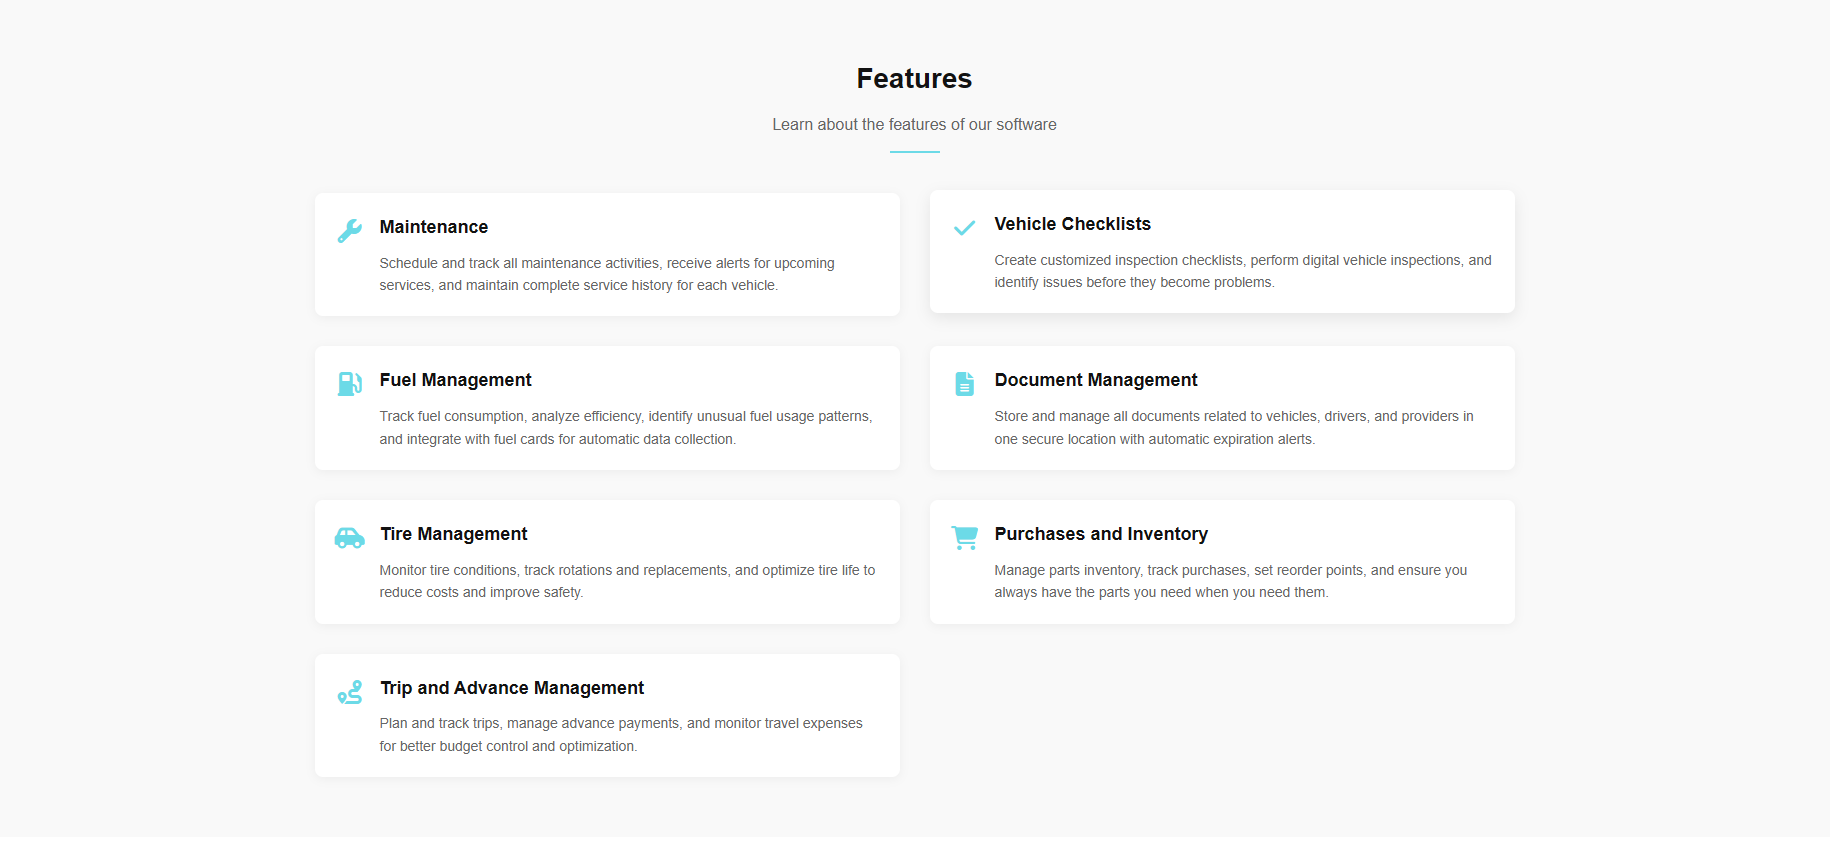 Features
Learn about the features of our software
Maintenance
Schedule and track all maintenance activities, receive alerts for upcoming
services, and maintain complete service history for each vehicle.
Vehicle Checklists
Create customized inspection checklists, perform digital vehicle inspections, and
identify issues before they become problems.
Fuel Management
Track fuel consumption, analyze efficiency, identify unusual fuel usage patterns,
and integrate with fuel cards for automatic data collection.
Document Management
Store and manage all documents related to vehicles, drivers, and providers in
one secure location with automatic expiration alerts.
Tire Management
Monitor tire conditions, track rotations and replacements, and optimize tire life to
reduce costs and improve safety.
Purchases and Inventory
Manage parts inventory, track purchases, set reorder points, and ensure you
always have the parts you need when you need them.
Trip and Advance Management
Plan and track trips, manage advance payments, and monitor travel expenses
for better budget control and optimization.